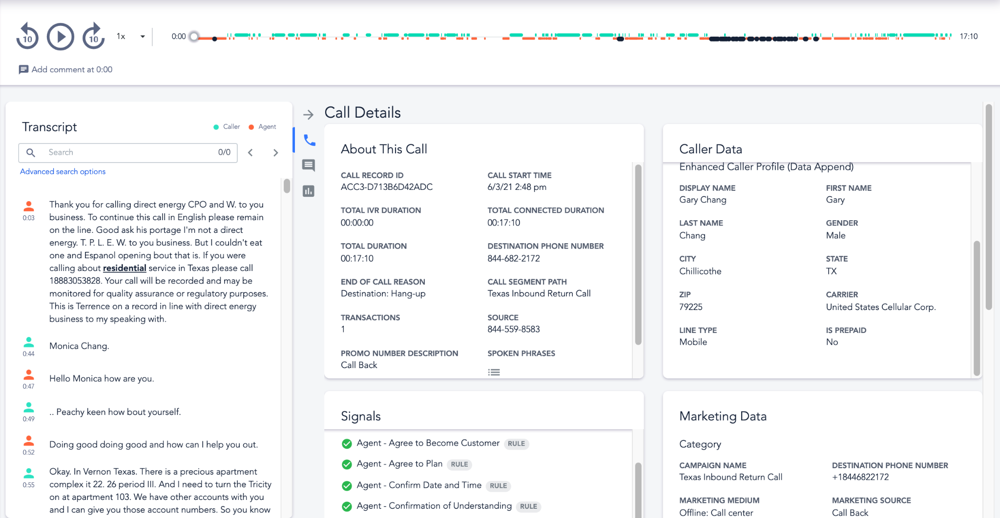 10
10
1x
0:00
17:10
Add comment at 0:00
Transcript
Caller
Agent
Search
0/0
Advanced search options
0:03
Thank you for calling direct energy CPO and W. to you
business. To continue this call in English please remain
on the line. Good ask his portage I'm not a direct
energy. T. P. L. E. W. to you business. But I couldn't eat
one and Espanol opening bout that is. If you were
calling about residential service in Texas please call
18883053828. Your call will be recorded and may be
monitored for quality assurance or regulatory purposes.
This is Terrence on a record in line with direct energy
business to my speaking with.
0:44
Monica Chang.
0:47
Hello Monica how are you.
0:49
.. Peachy keen how bout yourself.
0:52
Doing good doing good and how can I help you out.
0:55
Okay. In Vernon Texas. There is a precious apartment
complex it 22. 26 period III. And I need to turn the Tricity
on at apartment 103. We have other accounts with you
and I can give you those account numbers. So you know
Call Details
About This Call
CALL RECORD ID
ACC3-D713B6D42ADC
CALL START TIME
6/3/21 2:48 pm
TOTAL IVR DURATION
00:00:00
TOTAL CONNECTED DURATION
00:17:10
TOTAL DURATION
00:17:10
DESTINATION PHONE NUMBER
844-682-2172
END OF CALL REASON
Destination: Hang-up
CALL SEGMENT PATH
Texas Inbound Return Call
TRANSACTIONS
1
SOURCE
844-559-8583
PROMO NUMBER DESCRIPTION
Call Back
SPOKEN PHRASES
Caller Data
Enhanced Caller Profile (Data Append)
DISPLAY NAME
Gary Chang
FIRST NAME
Gary
LAST NAME
Chang
GENDER
Male
CITY
Chillicothe
STATE
TX
ZIP
79225
CARRIER
United States Cellular Corp.
LINE TYPE
Mobile
IS PREPAID
No
Signals
Agent - Agree to Become Customer RULE
Agent - Agree to Plan RULE
Agent - Confirm Date and Time RULE
Agent - Confirmation of Understanding RULE
Marketing Data
Category
CAMPAIGN NAME
Texas Inbound Return Call
DESTINATION PHONE NUMBER
+18446822172
MARKETING MEDIUM
Offline: Call center
MARKETING SOURCE
Call Back